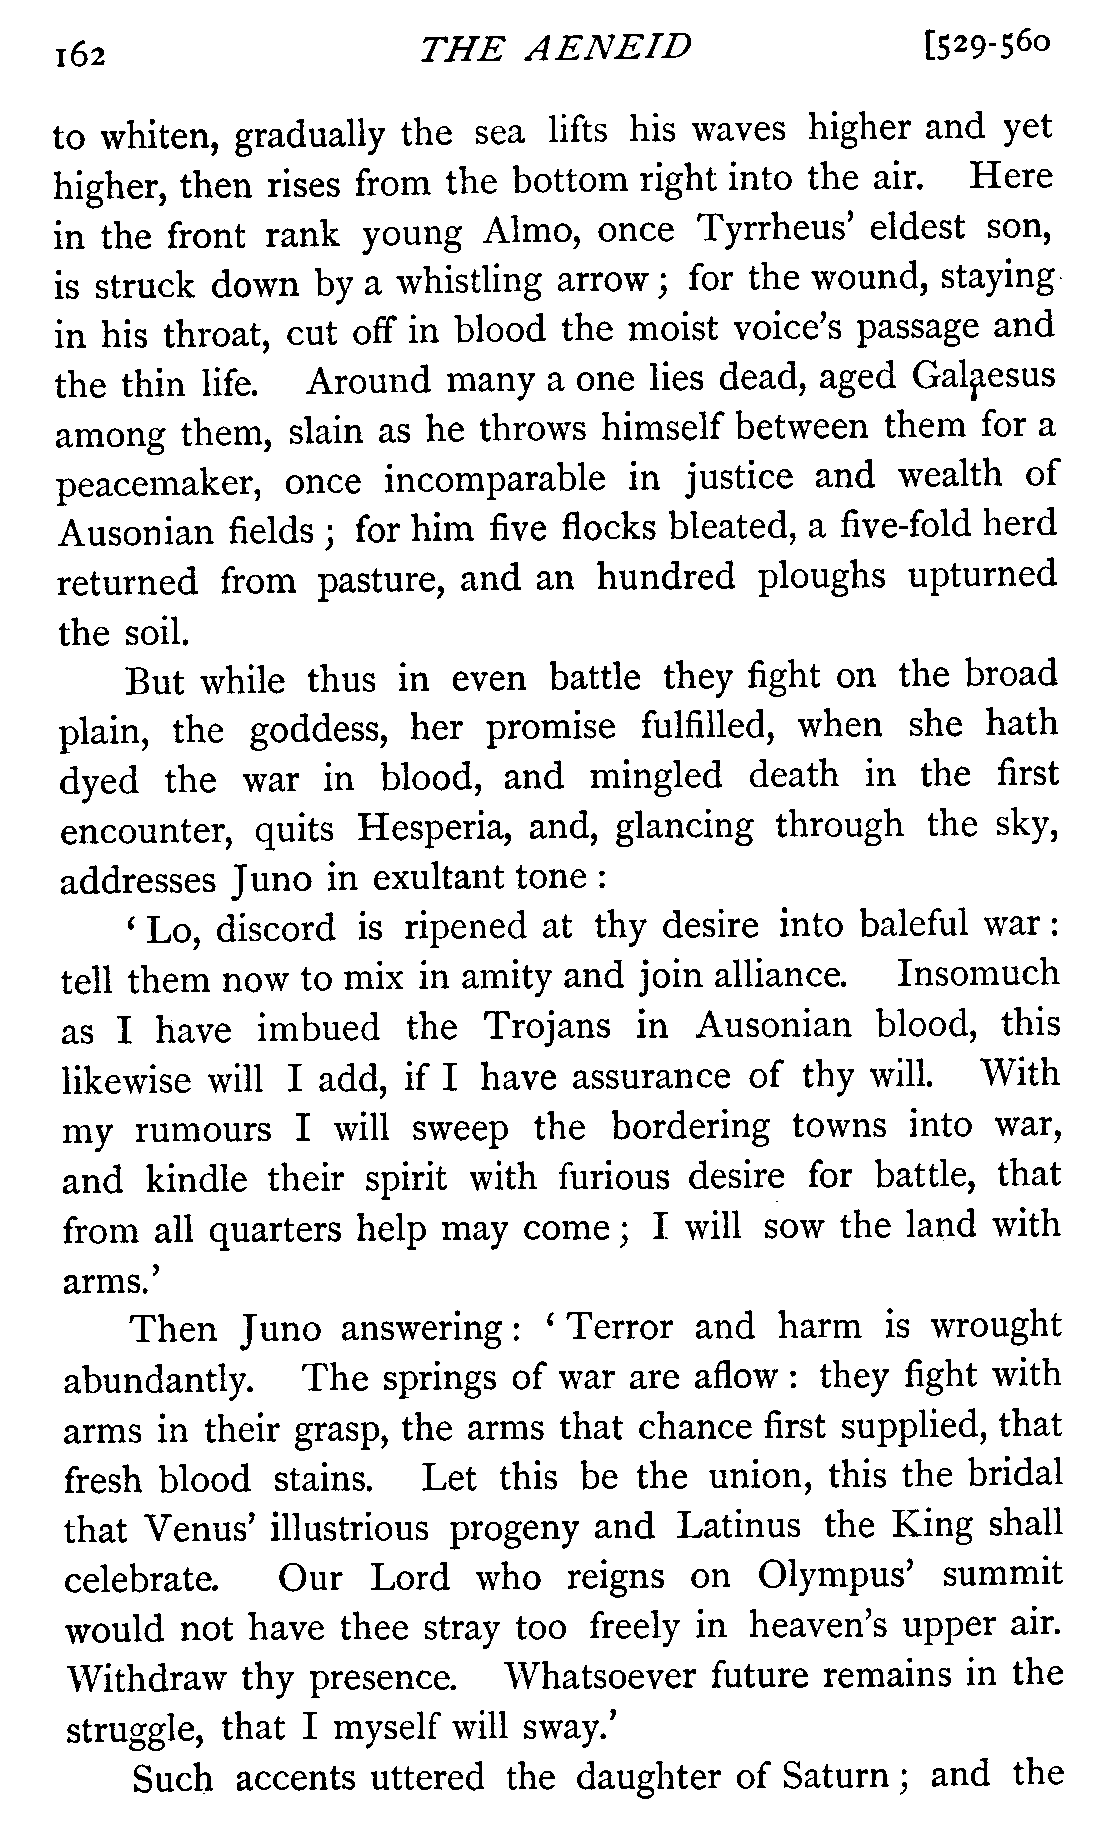 162 THE AENEID [529-560
to whiten, gradually the sea lifts his waves higher and yet
higher, then rises from the bottom right into the air. Here
in the front rank young Almo, once Tyrrheus' eldest son,
is struck down by a whistling arrow; for the wound, staying
in his throat, cut off in blood the moist voice's passage and
the thin life. Around many a one lies dead, aged Galaesus
among them, slain as he throws himself between them for a
peacemaker, once incomparable in justice and wealth of
Ausonian fields; for him five flocks bleated, a five-fold herd
returned from pasture, and an hundred ploughs upturned
the soil.
But while thus in even battle they fight on the broad
plain, the goddess, her promise fulfilled, when she hath
dyed the war in blood, and mingled death in the first
encounter, quits Hesperia, and, glancing through the sky,
addresses Juno in exultant tone:
'Lo, discord is ripened at thy desire into baleful war:
tell them now to mix in amity and join alliance. Insomuch
as I have imbued the Trojans in Ausonian blood, this
likewise will I add, if I have assurance of thy will. With
my rumours I will sweep the bordering towns into war,
and kindle their spirit with furious desire for battle, that
from all quarters help may come; I will sow the land with
arms.'
Then Juno answering: 'Terror and harm is wrought
abundantly. The springs of war are aflow: they fight with
arms in their grasp, the arms that chance first supplied, that
fresh blood stains. Let this be the union, this the bridal
that Venus' illustrious progeny and Latinus the King shall
celebrate. Our Lord who reigns on Olympus' summit
would not have thee stray too freely in heaven's upper air.
Withdraw thy presence. Whatsoever future remains in the
struggle, that I myself will sway.'
Such accents uttered the daughter of Saturn; and the